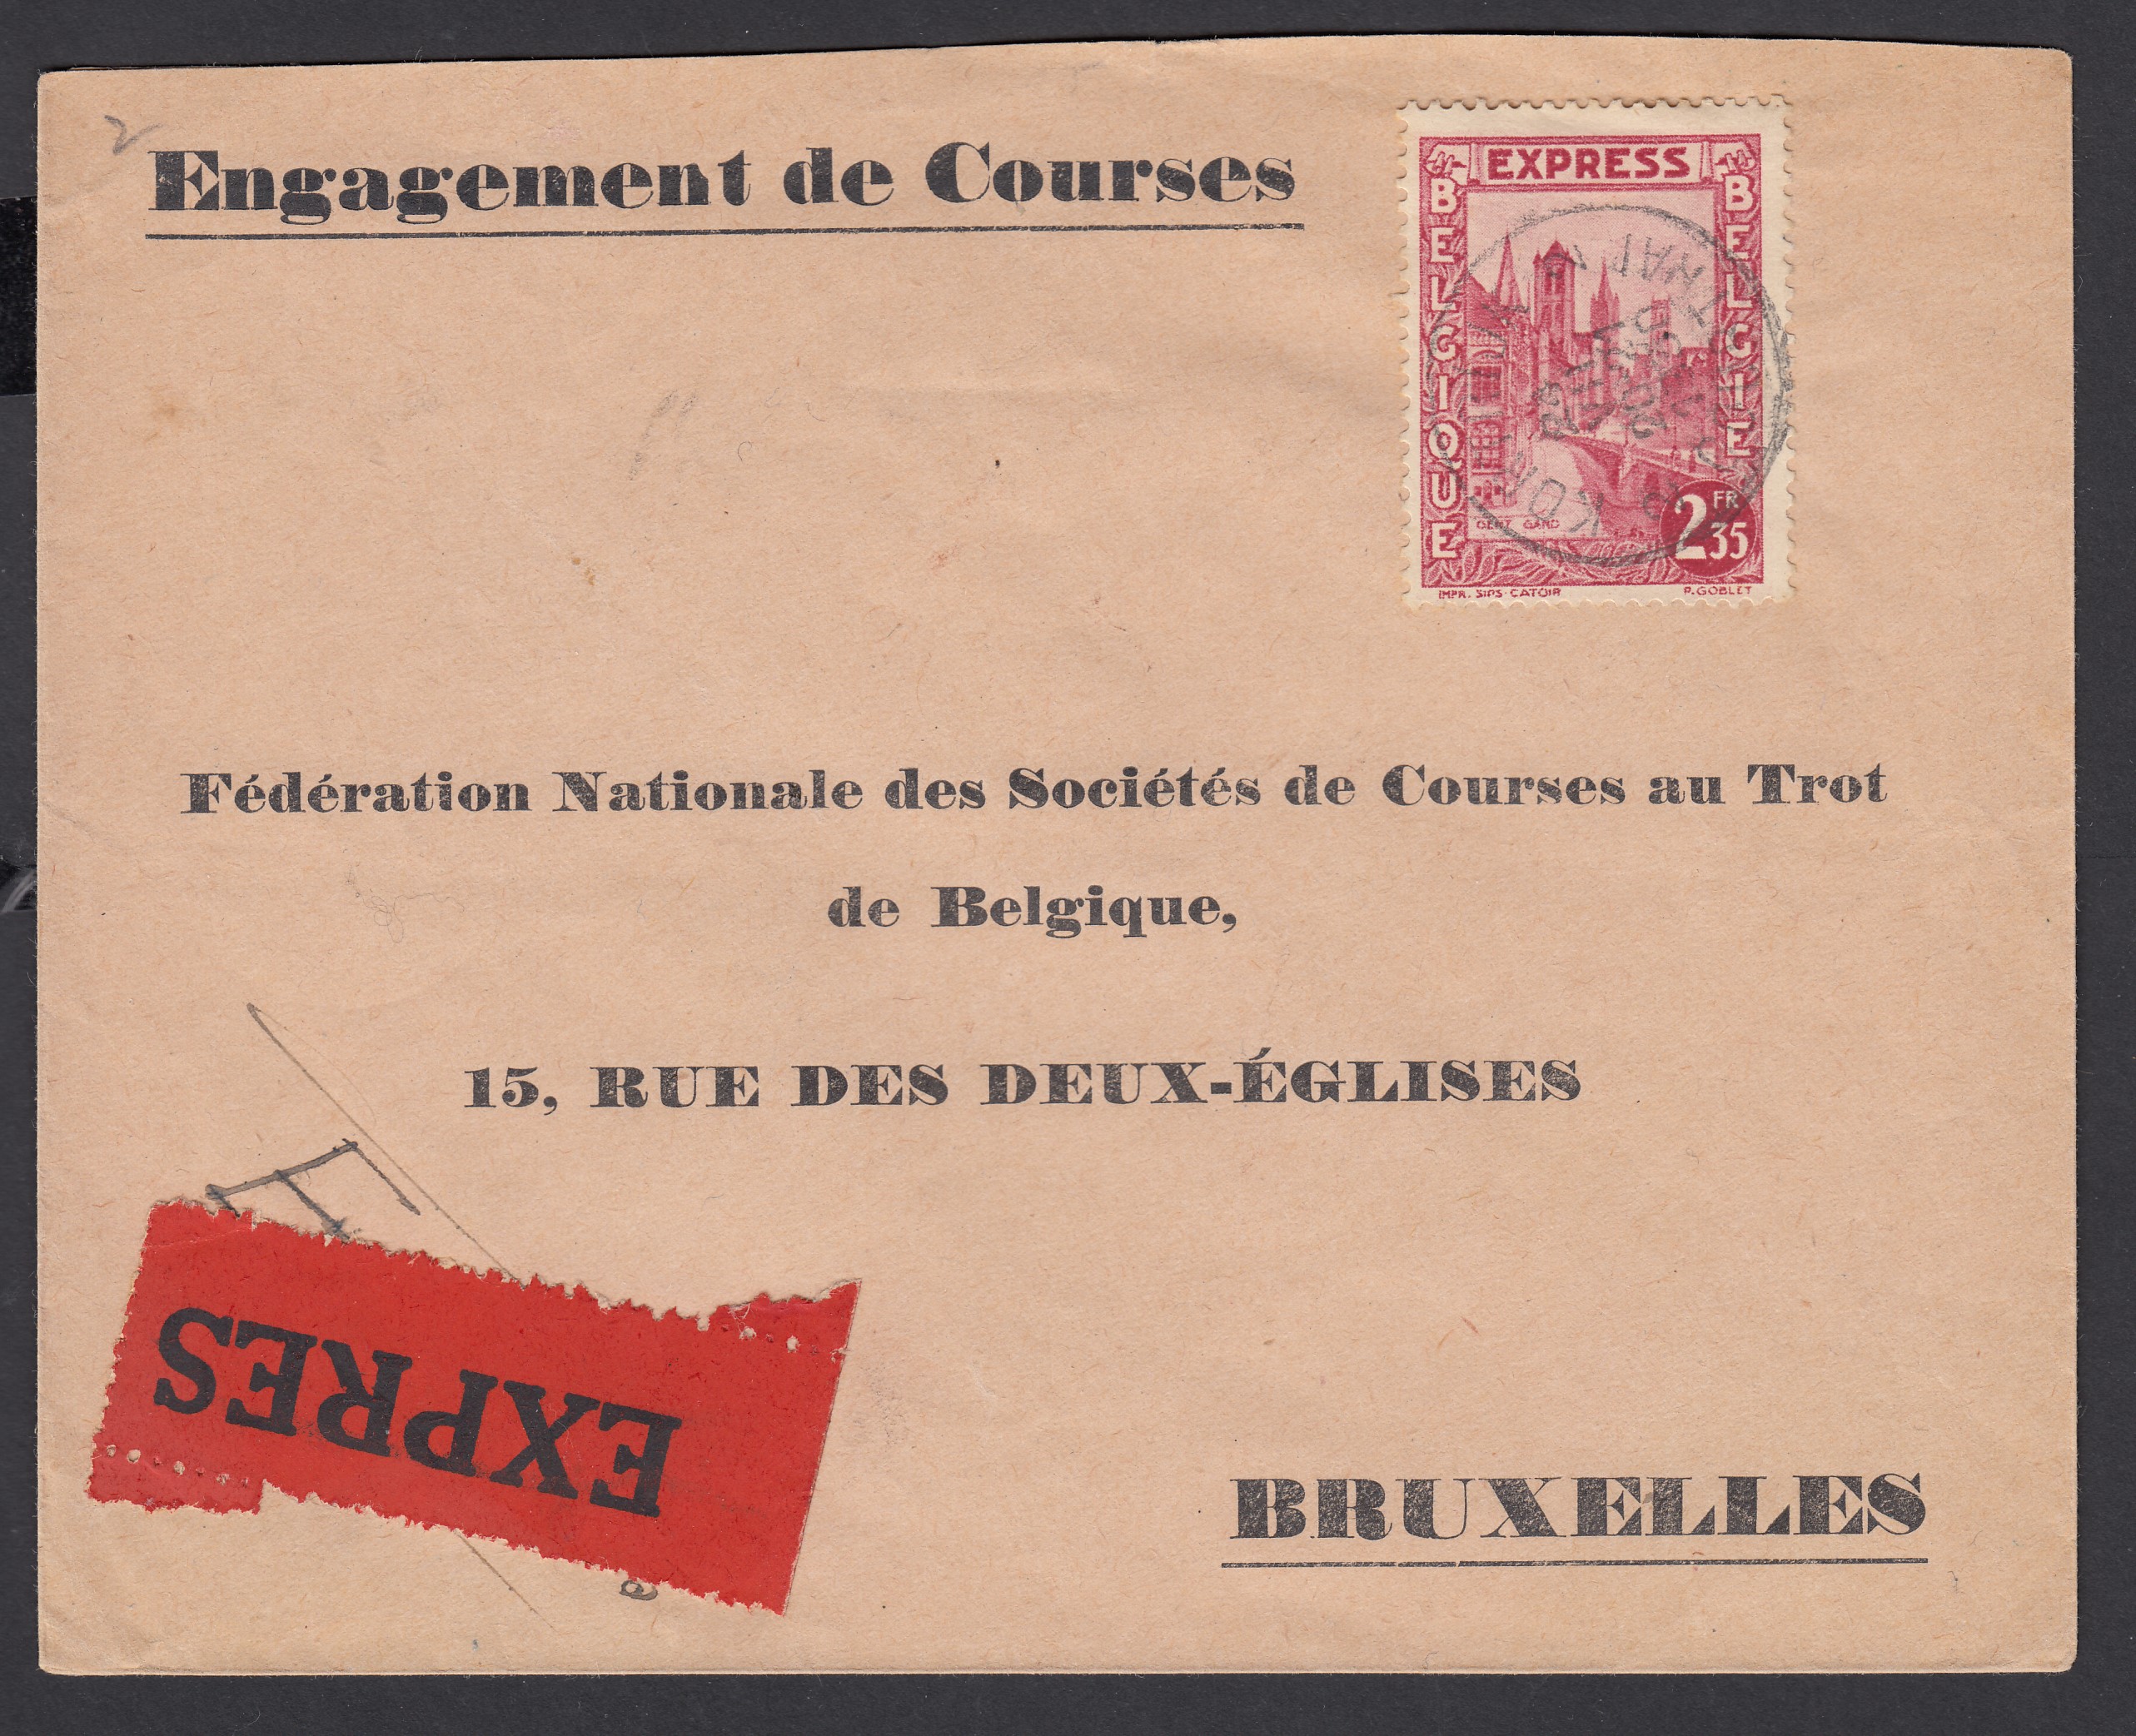 2
Engagement de Courses
EXPRESS
BELGIQUE
BELGIE
GENT GAND
2 FR 35
IMPR. SIPS-CATOIR
P. GOBLET
Fédération Nationale des Sociétés de Courses au Trot
de Belgique,
15, RUE DES DEUX-ÉGLISES
EXPRES
BRUXELLES